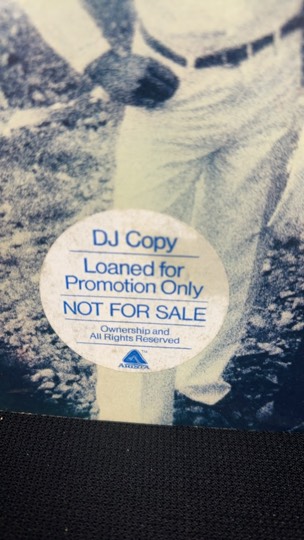 DJ Copy
Loaned for
Promotion Only
NOT FOR SALE
Ownership and
All Rights Reserved
ARISTA